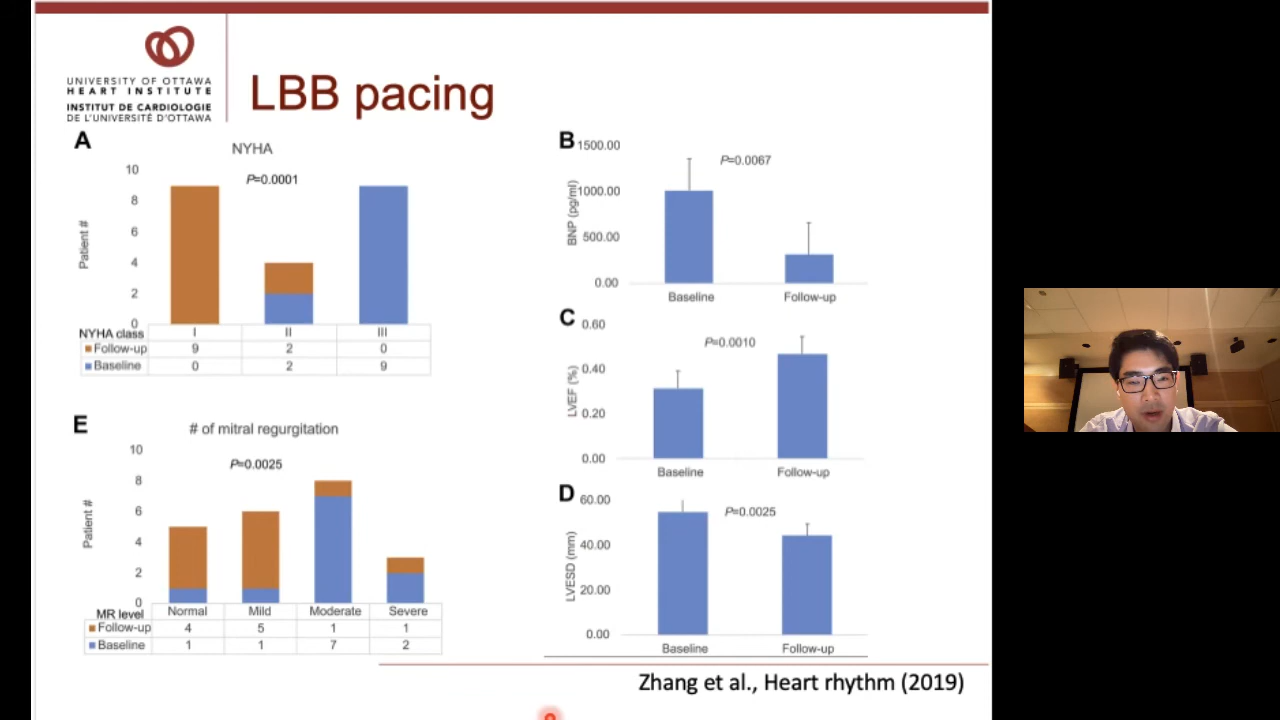 UNIVERSITY OF OTTAWA
HEART INSTITUTE
INSTITUT DE CARDIOLOGIE
DE L'UNIVERSITÉ D'OTTAWA
LBB pacing
A
NYHA
P=0.0001
Patient #
10
8
6
4
2
0
NYHA class I II III
Follow-up 9 2 0
Baseline 0 2 9
B
1500.00
1000.00
500.00
0.00
BNP (pg/ml)
P=0.0067
Baseline Follow-up
C
0.60
0.40
0.20
0.00
LVEF (%)
P=0.0010
Baseline Follow-up
E
# of mitral regurgitation
P=0.0025
Patient #
10
8
6
4
2
0
MR level Normal Mild Moderate Severe
Follow-up 4 5 1 1
Baseline 1 1 7 2
D
60.00
40.00
20.00
0.00
LVESD (mm)
P=0.0025
Baseline Follow-up
Zhang et al., Heart rhythm (2019)